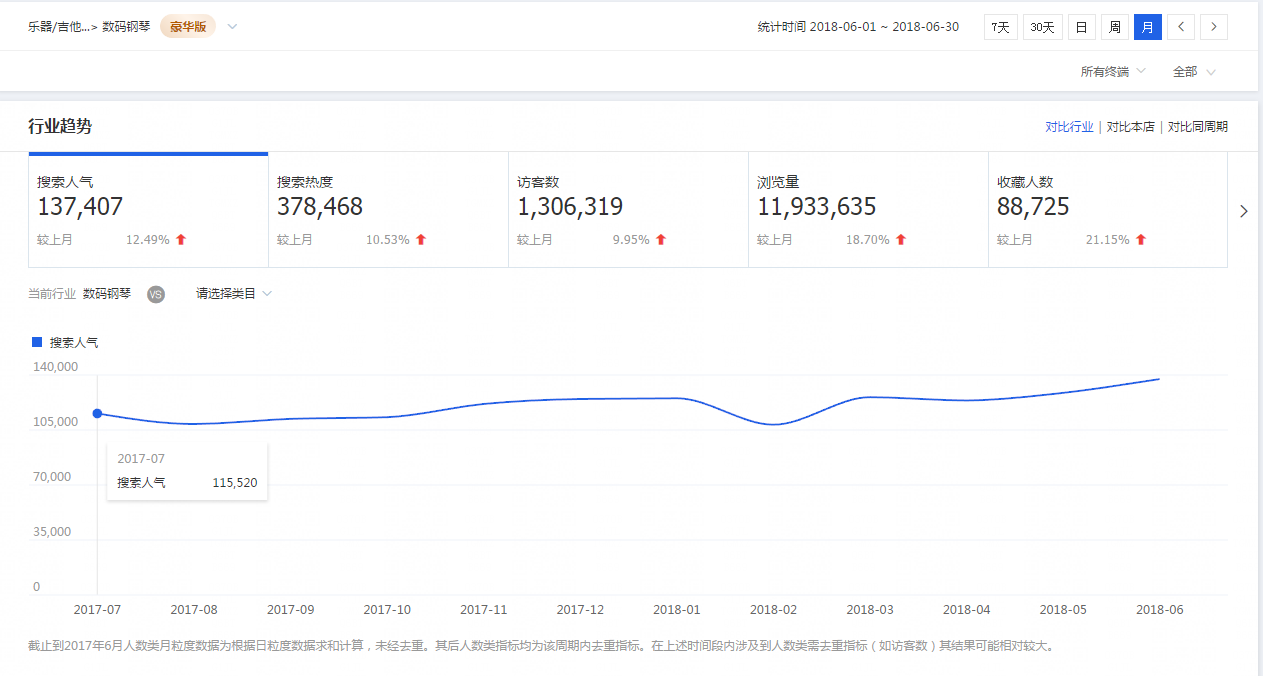 乐器/吉他...> 数码钢琴 豪华版 统计时间 2018-06-01 ~ 2018-06-30 7天 30天 日 周 月
所有终端 全部
行业趋势 对比行业 | 对比本店 | 对比同周期
搜索人气 搜索热度 访客数 浏览量 收藏人数
137,407 378,468 1,306,319 11,933,635 88,725
较上月 12.49% 较上月 10.53% 较上月 9.95% 较上月 18.70% 较上月 21.15%
当前行业 数码钢琴 VS 请选择类目
搜索人气
140,000
105,000
70,000
35,000
0
2017-07
搜索人气 115,520
2017-07 2017-08 2017-09 2017-10 2017-11 2017-12 2018-01 2018-02 2018-03 2018-04 2018-05 2018-06
截止到2017年6月人数类月粒度数据为根据日粒度数据求和计算，未经去重。其后人数类指标均为该周期内去重指标。在上述时间段内涉及到人数类需去重指标（如访客数）其结果可能相对较大。